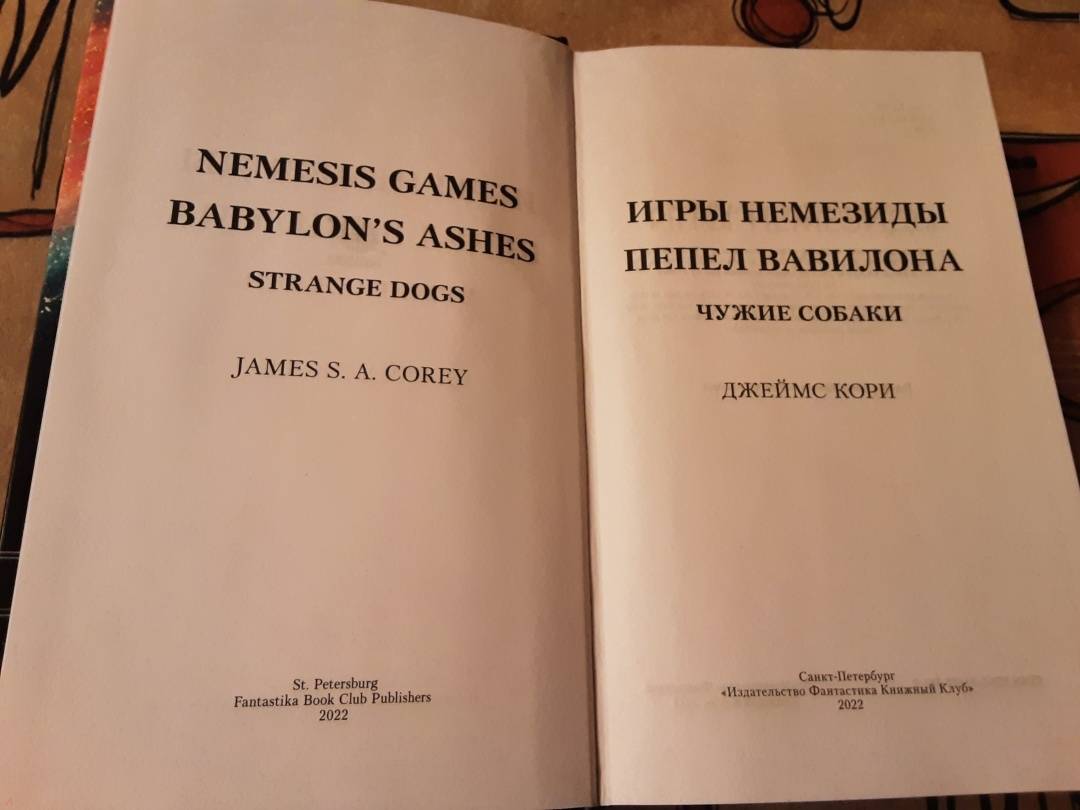 NEMESIS GAMES
BABYLON'S ASHES
STRANGE DOGS
JAMES S. A. COREY
St. Petersburg
Fantastika Book Club Publishers
2022
ИГРЫ НЕМЕЗИДЫ
ПЕПЕЛ ВАВИЛОНА
ЧУЖИЕ СОБАКИ
ДЖЕЙМС КОРИ
Санкт-Петербург
«Издательство Фантастика Книжный Клуб»
2022